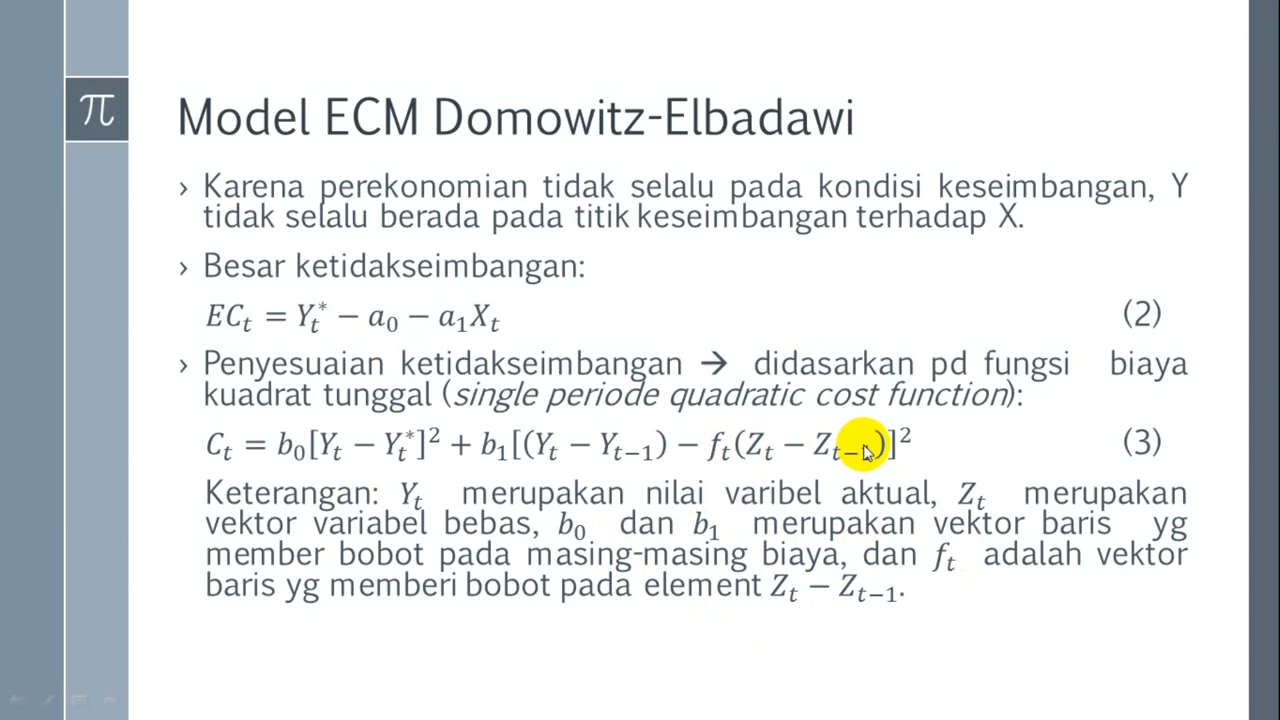 π
Model ECM Domowitz-Elbadawi
› Karena perekonomian tidak selalu pada kondisi keseimbangan, Y
tidak selalu berada pada titik keseimbangan terhadap X.
› Besar ketidakseimbangan:
EC_t = Y_t^* − a_0 − a_1X_t (2)
› Penyesuaian ketidakseimbangan → didasarkan pd fungsi biaya
kuadrat tunggal (single periode quadratic cost function):
C_t = b_0[Y_t − Y_t^*]^2 + b_1[(Y_t − Y_{t−1}) − f_t(Z_t − Z_{t−1})]^2 (3)
Keterangan: Y_t merupakan nilai varibel aktual, Z_t merupakan
vektor variabel bebas, b_0 dan b_1 merupakan vektor baris yg
member bobot pada masing-masing biaya, dan f_t adalah vektor
baris yg memberi bobot pada element Z_t − Z_{t−1}.